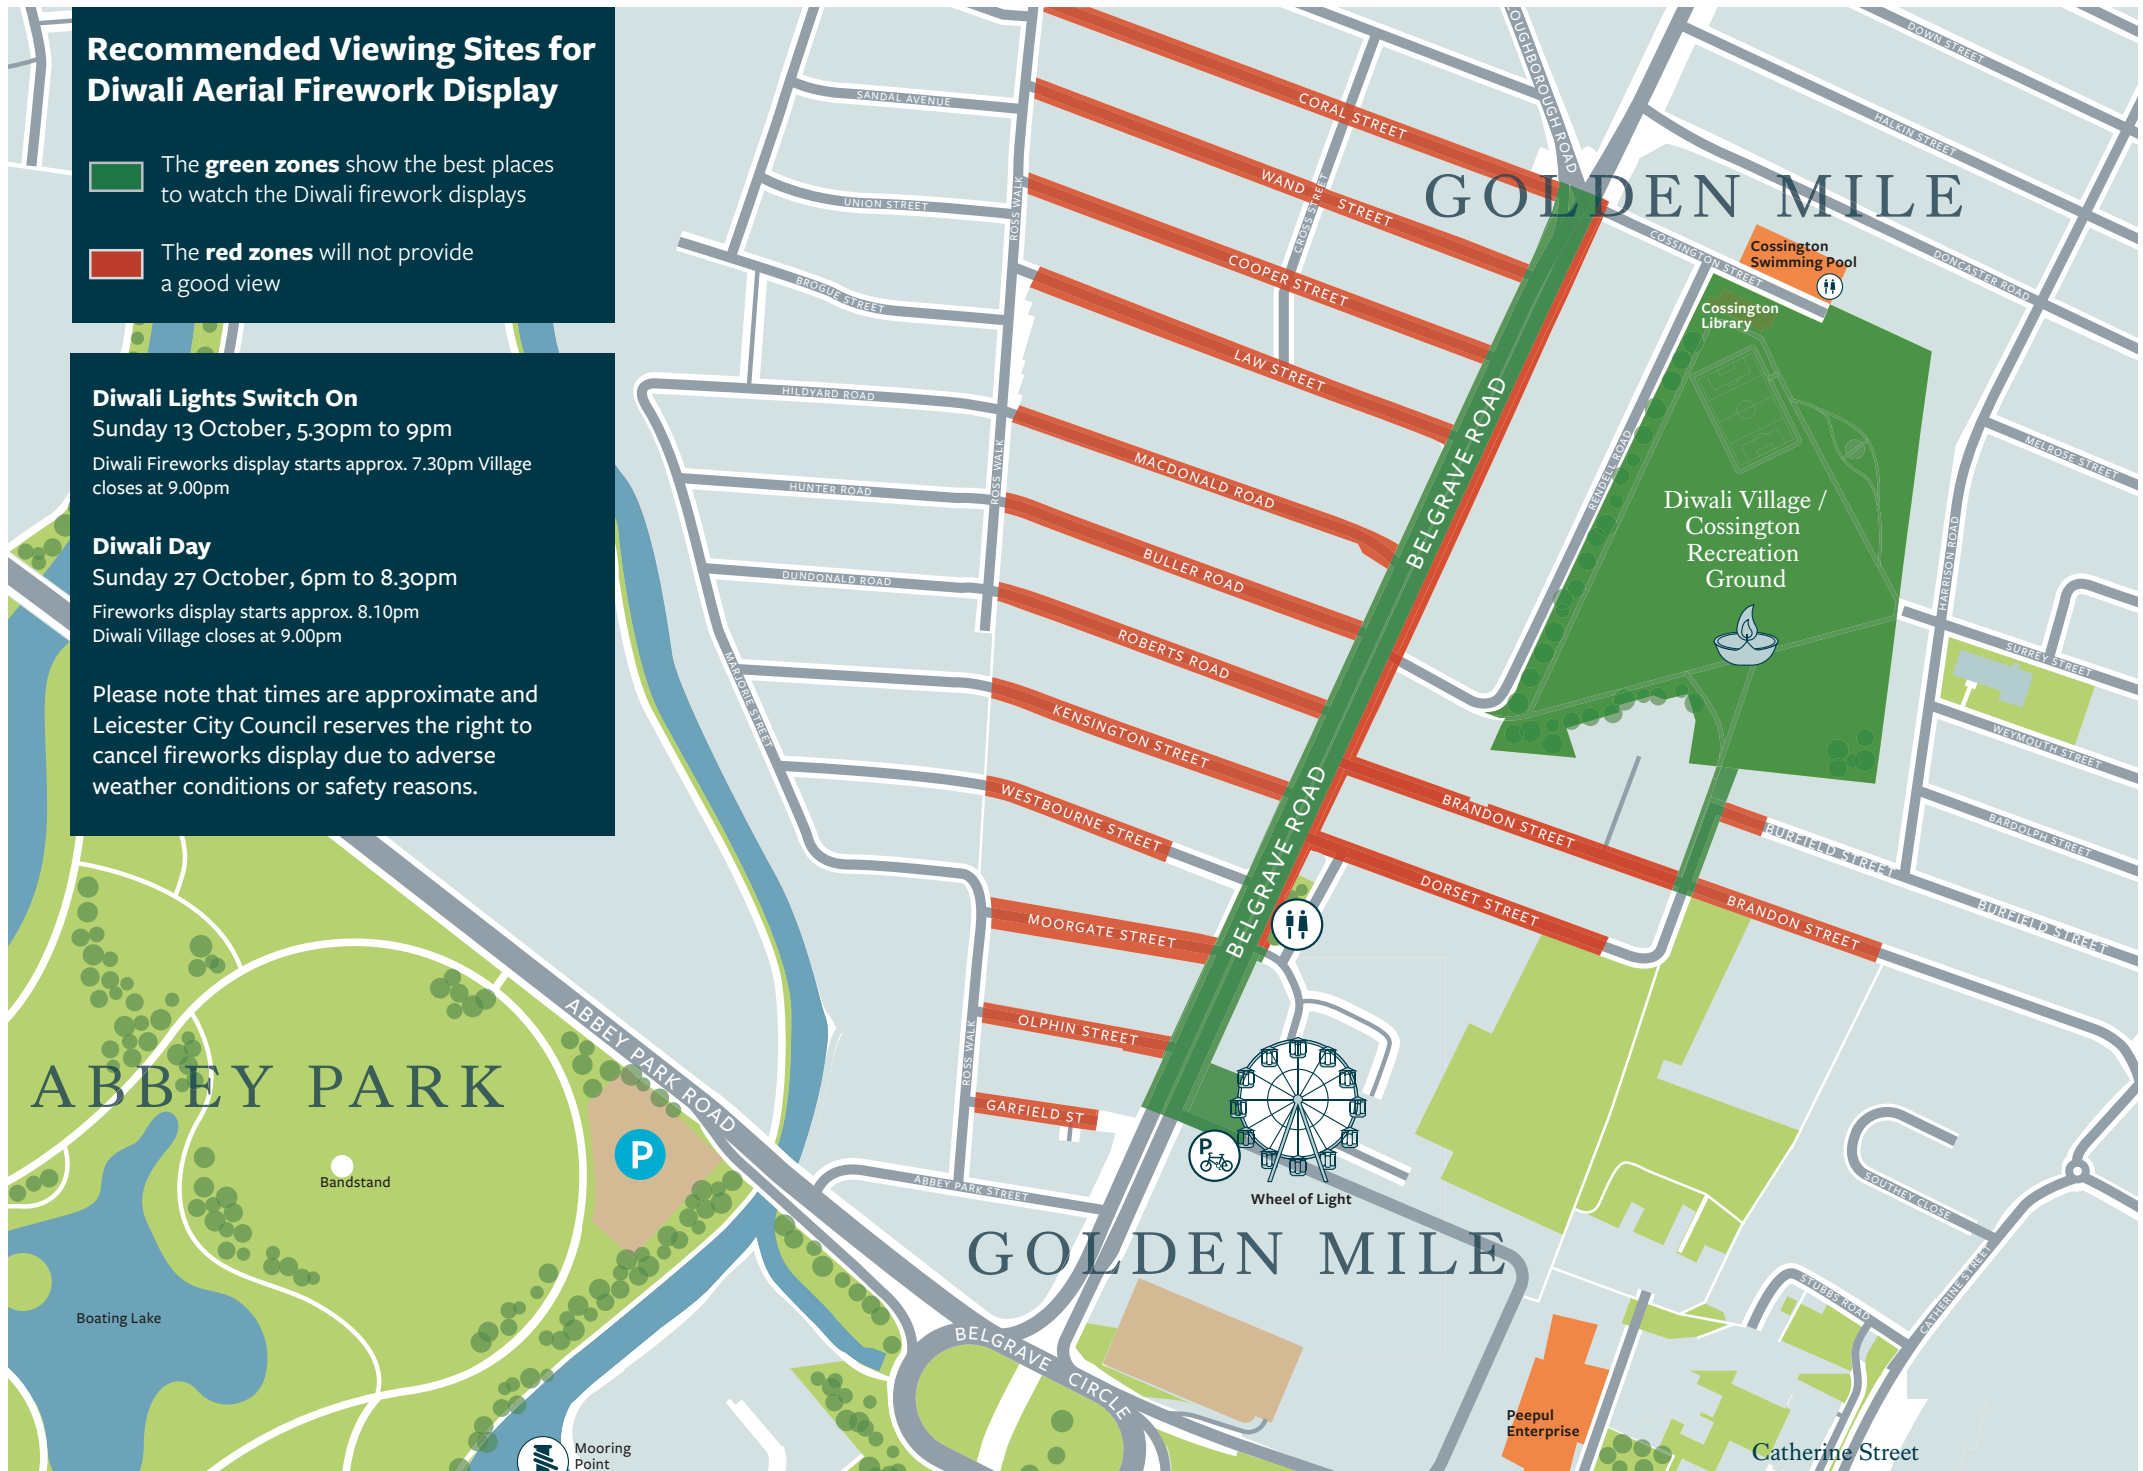 Recommended Viewing Sites for
Diwali Aerial Firework Display
The green zones show the best places
to watch the Diwali firework displays
The red zones will not provide
a good view
Diwali Lights Switch On
Sunday 13 October, 5.30pm to 9pm
Diwali Fireworks display starts approx. 7.30pm Village
closes at 9.00pm
Diwali Day
Sunday 27 October, 6pm to 8.30pm
Fireworks display starts approx. 8.10pm
Diwali Village closes at 9.00pm
Please note that times are approximate and
Leicester City Council reserves the right to
cancel fireworks display due to adverse
weather conditions or safety reasons.
SANDAL AVENUE
UNION STREET
BROGUE STREET
HILDYARD ROAD
HUNTER ROAD
DUNDONALD ROAD
MARJORIE STREET
ROSS WALK
ROSS WALK
ROSS WALK
CORAL STREET
WAND STREET
CROSS STREET
COOPER STREET
LAW STREET
MACDONALD ROAD
BULLER ROAD
ROBERTS ROAD
KENSINGTON STREET
WESTBOURNE STREET
MOORGATE STREET
OLPHIN STREET
GARFIELD ST
ABBEY PARK STREET
OUGHBOROUGH ROAD
GOLDEN MILE
DOWN STREET
HALKIN STREET
DONCASTER ROAD
COSSINGTON STREET
Cossington
Swimming Pool
Cossington
Library
RENDELL ROAD
Diwali Village /
Cossington
Recreation
Ground
MELROSE STREET
HARRISON ROAD
SURREY STREET
WEYMOUTH STREET
BARDOLPH STREET
BURFIELD STREET
BURFIELD STREET
BELGRAVE ROAD
BELGRAVE ROAD
BELGRAVE ROAD
BRANDON STREET
BRANDON STREET
DORSET STREET
ABBEY PARK
ABBEY PARK ROAD
P
Bandstand
Boating Lake
Mooring
Point
P
Wheel of Light
GOLDEN MILE
BELGRAVE CIRCLE
SOUTHEY CLOSE
STUBBS ROAD
CATHERINE STREET
Peepul
Enterprise
Catherine Street